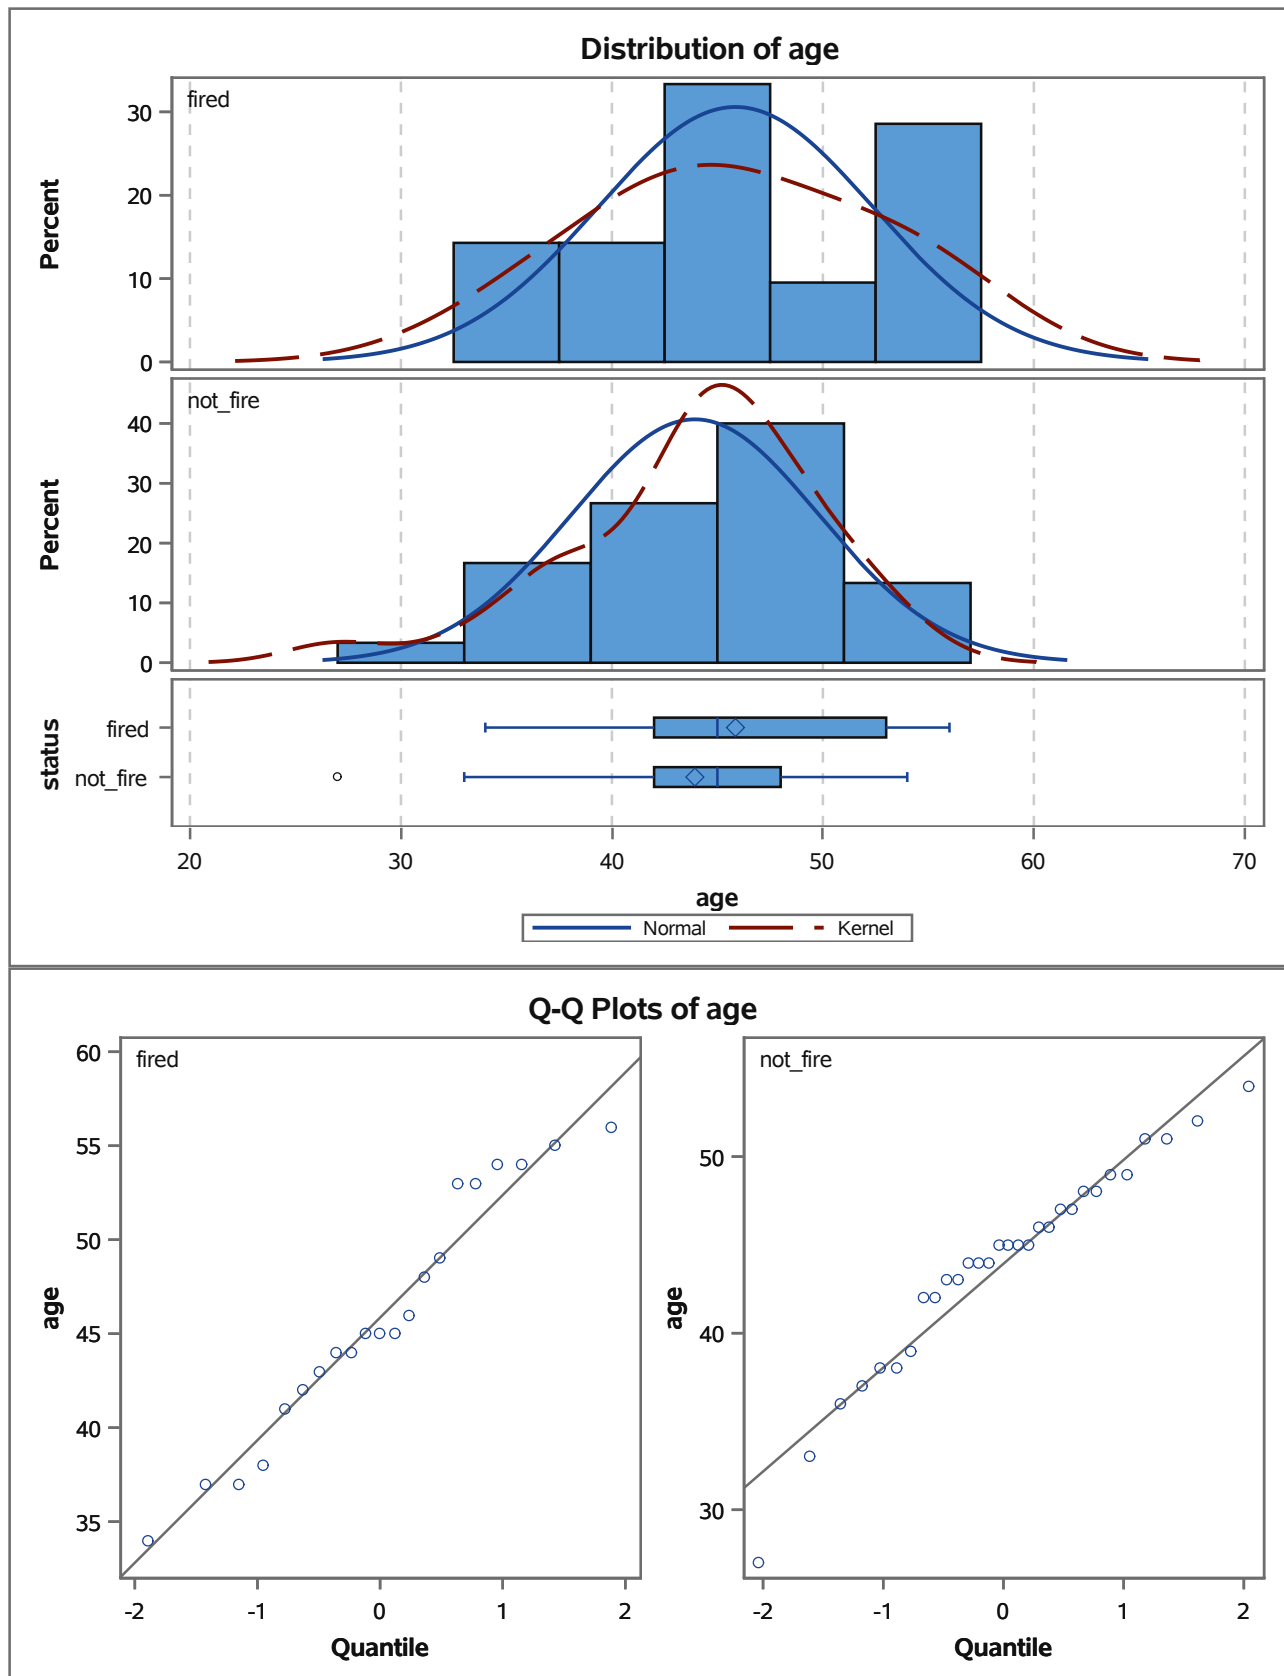 Distribution of age
fired
30
20
10
0
Percent
not_fire
40
30
20
10
0
Percent
fired
not_fire
status
20 30 40 50 60 70
age
Normal Kernel
Q-Q Plots of age
fired
60
55
50
45
40
35
age
-2 -1 0 1 2
Quantile
not_fire
50
40
30
age
-2 -1 0 1 2
Quantile